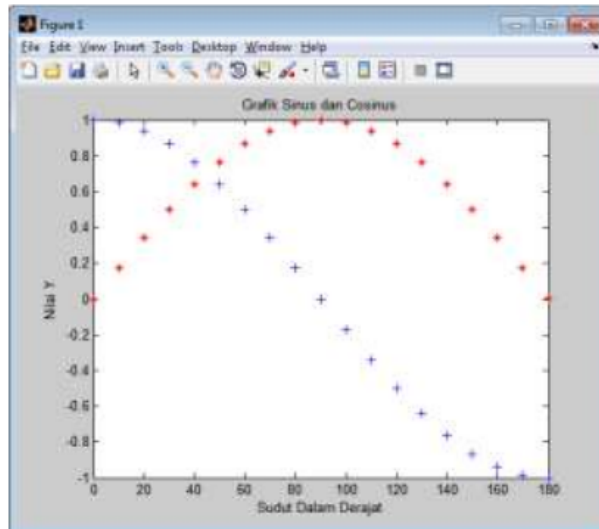 Figure 1
File Edit View Insert Tools Desktop Window Help
Grafik Sinus dan Cosinus
1
0.8
0.6
0.4
0.2
0
-0.2
-0.4
-0.6
-0.8
-1
Nilai Y
0 20 40 60 80 100 120 140 160 180
Sudut Dalam Derajat